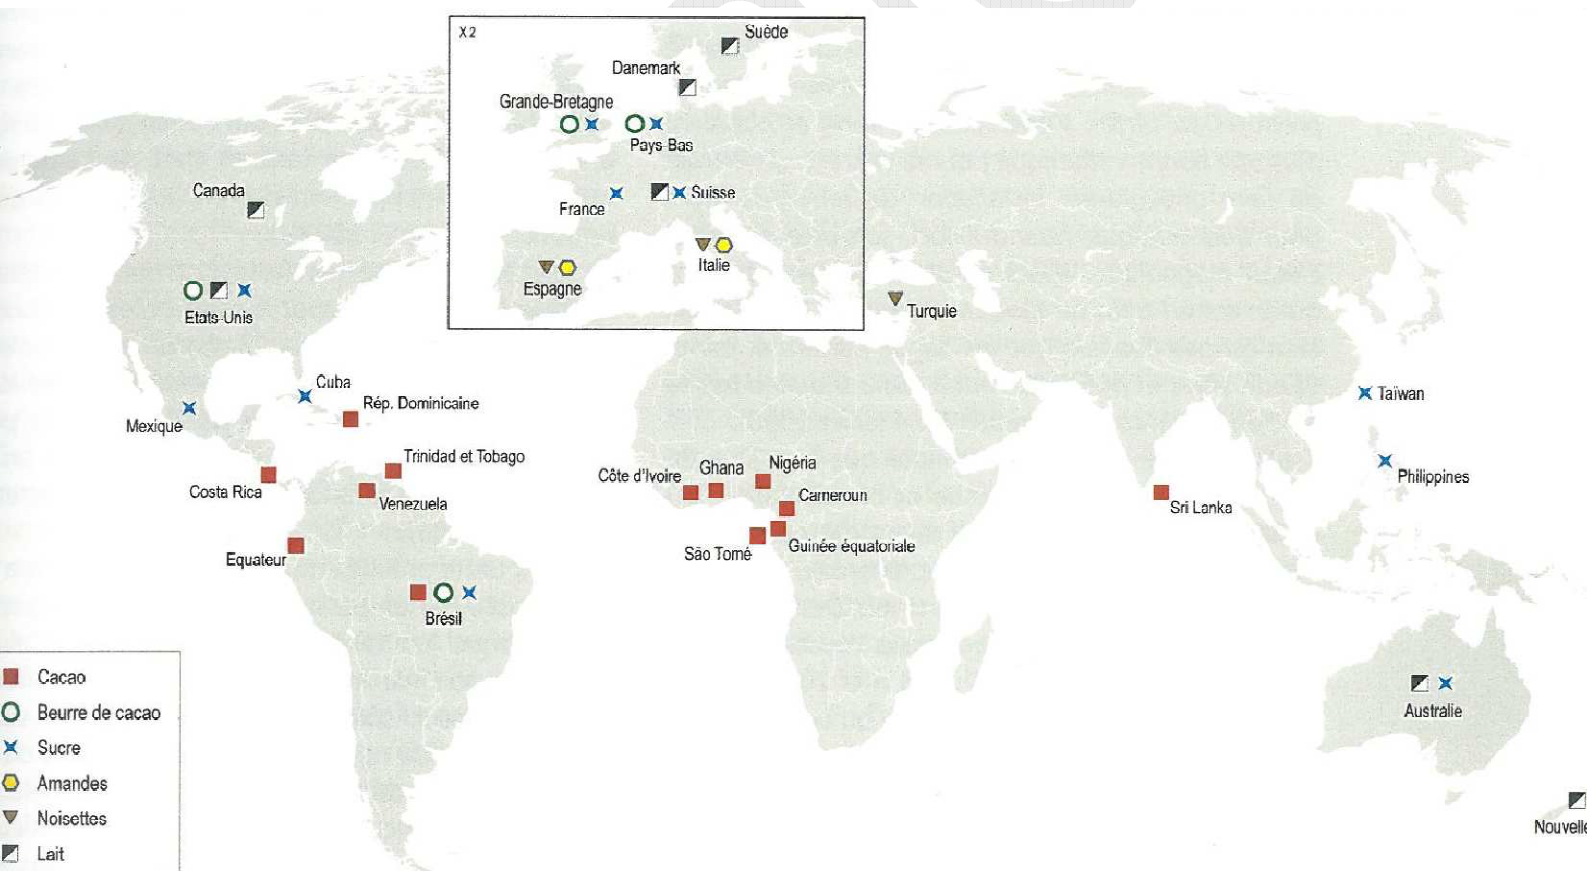 X2
Suède
Danemark
Grande-Bretagne
Pays-Bas
Suisse
France
Italie
Espagne
Turquie
Canada
Etats-Unis
Cuba
Mexique
Rép. Dominicaine
Trinidad et Tobago
Costa Rica
Venezuela
Equateur
Brésil
Côte d'Ivoire
Ghana
Nigéria
Cameroun
São Tomé
Guinée équatoriale
Taïwan
Philippines
Sri Lanka
Australie
Nouvelle
Cacao
Beurre de cacao
Sucre
Amandes
Noisettes
Lait